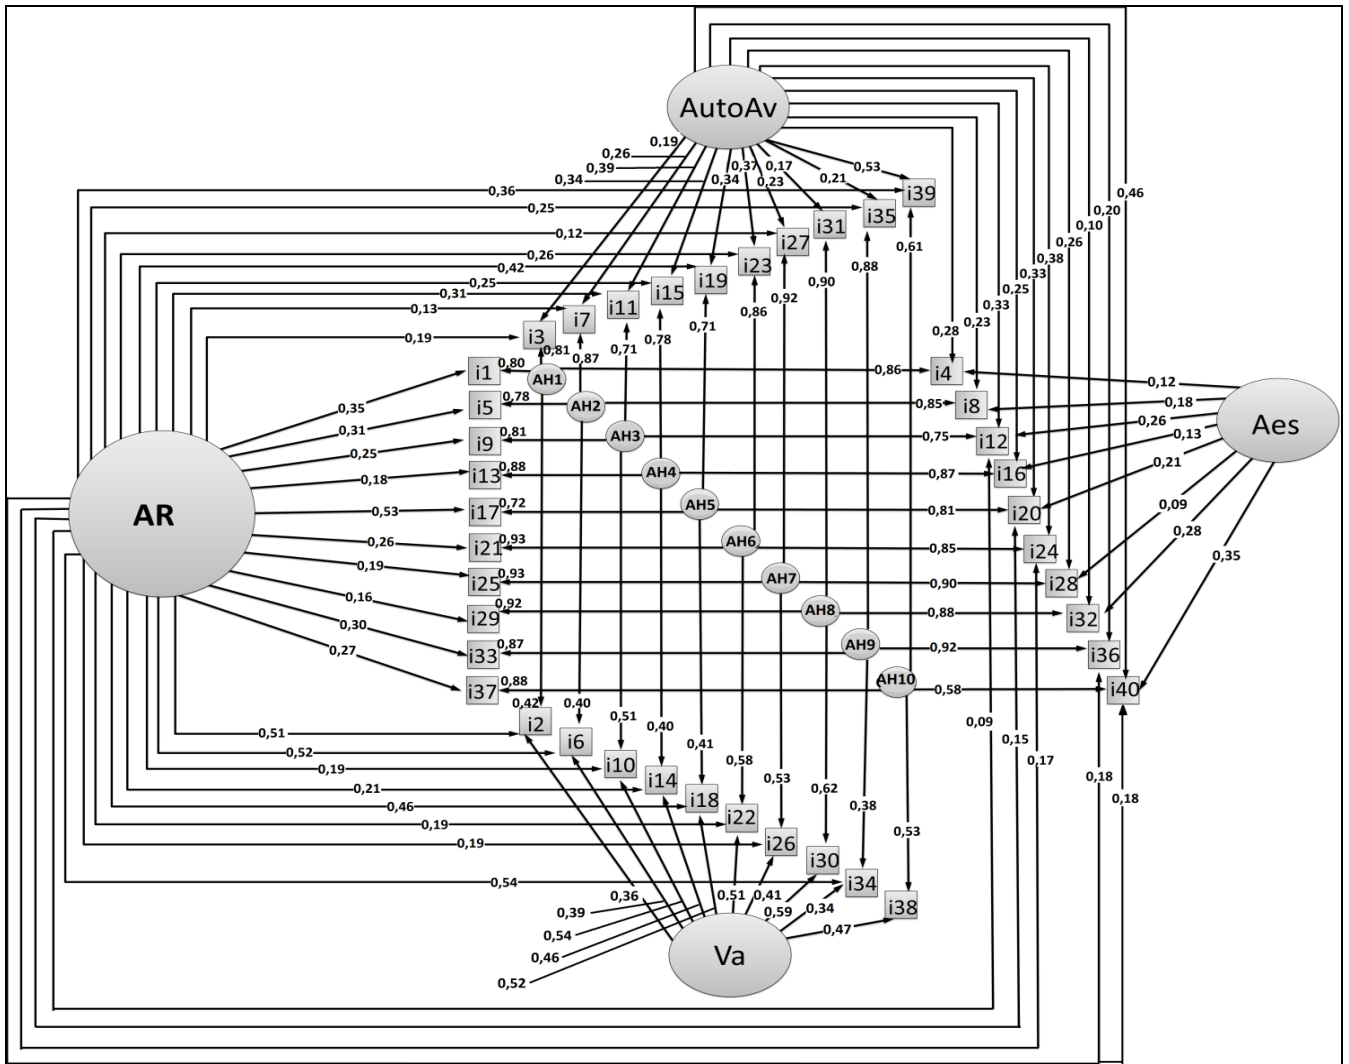 AutoAv
0,19
0,26
0,39
0,34
0,34
0,37
0,23
0,17
0,21
0,53
0,46
0,20
0,10
0,26
0,38
0,33
0,25
0,33
0,23
0,28
0,36
i39
0,25
i35
0,12
i31
0,61
i27
0,26
i23
0,88
0,42
i19
0,90
0,25
i15
0,92
0,31
i11
0,86
0,13
i7
0,71
0,19
i3
0,78
0,71
0,81
0,87
i1
0,80
AH1
0,86
i4
0,12
i5
0,78
AH2
0,85
i8
0,18
0,35
0,31
i9
0,81
AH3
0,75
i12
0,26
Aes
0,25
0,13
0,18
i13
0,88
AH4
0,87
i16
0,21
AR
0,53
i17
0,72
AH5
0,81
i20
0,09
0,26
i21
0,93
AH6
0,85
i24
0,28
0,19
i25
0,93
AH7
0,90
i28
0,35
0,16
i29
0,92
AH8
0,88
i32
0,30
i33
0,87
AH9
0,92
i36
0,27
i37
0,88
AH10
0,58
i40
0,42
0,40
0,51
0,40
0,41
0,58
0,53
0,62
0,38
0,53
0,09
0,15
0,17
0,18
0,18
0,51
i2
0,52
i6
0,19
i10
0,21
i14
0,46
i18
0,19
i22
0,19
i26
i30
0,54
i34
i38
0,36
0,39
0,54
0,46
0,52
0,51
0,41
0,59
0,34
0,47
Va